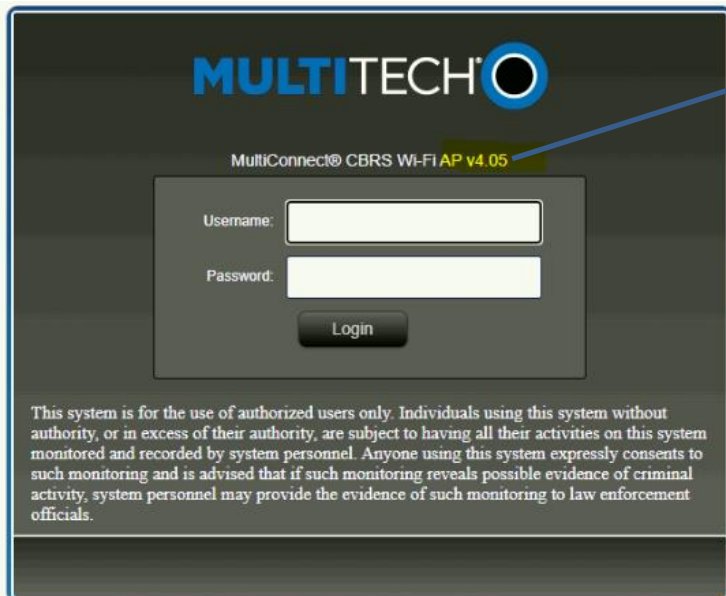 MULTITECH®
MultiConnect® CBRS Wi-Fi AP v4.05
Username:
Password:
Login
This system is for the use of authorized users only. Individuals using this system without
authority, or in excess of their authority, are subject to having all their activities on this system
monitored and recorded by system personnel. Anyone using this system expressly consents to
such monitoring and is advised that if such monitoring reveals possible evidence of criminal
activity, system personnel may provide the evidence of such monitoring to law enforcement
officials.